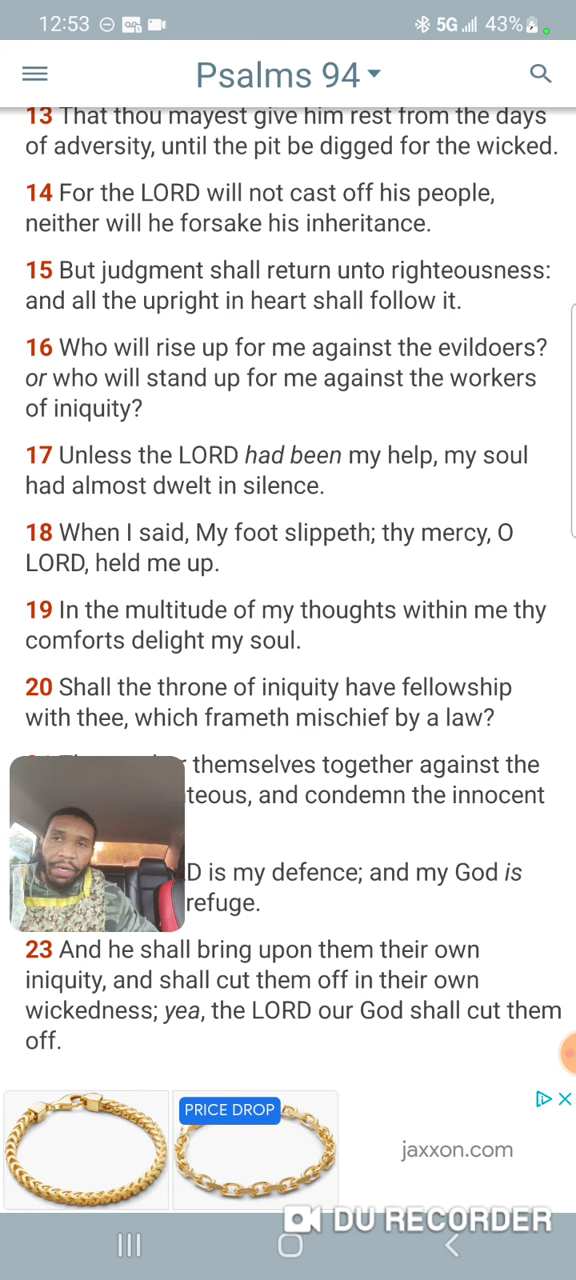 12:53 5G 43%
Psalms 94
13 That thou mayest give him rest from the days
of adversity, until the pit be digged for the wicked.
14 For the LORD will not cast off his people,
neither will he forsake his inheritance.
15 But judgment shall return unto righteousness:
and all the upright in heart shall follow it.
16 Who will rise up for me against the evildoers?
or who will stand up for me against the workers
of iniquity?
17 Unless the LORD had been my help, my soul
had almost dwelt in silence.
18 When I said, My foot slippeth; thy mercy, O
LORD, held me up.
19 In the multitude of my thoughts within me thy
comforts delight my soul.
20 Shall the throne of iniquity have fellowship
with thee, which frameth mischief by a law?
themselves together against the
teous, and condemn the innocent
D is my defence; and my God is
refuge.
23 And he shall bring upon them their own
iniquity, and shall cut them off in their own
wickedness; yea, the LORD our God shall cut them
off.
PRICE DROP
jaxxon.com
DU RECORDER